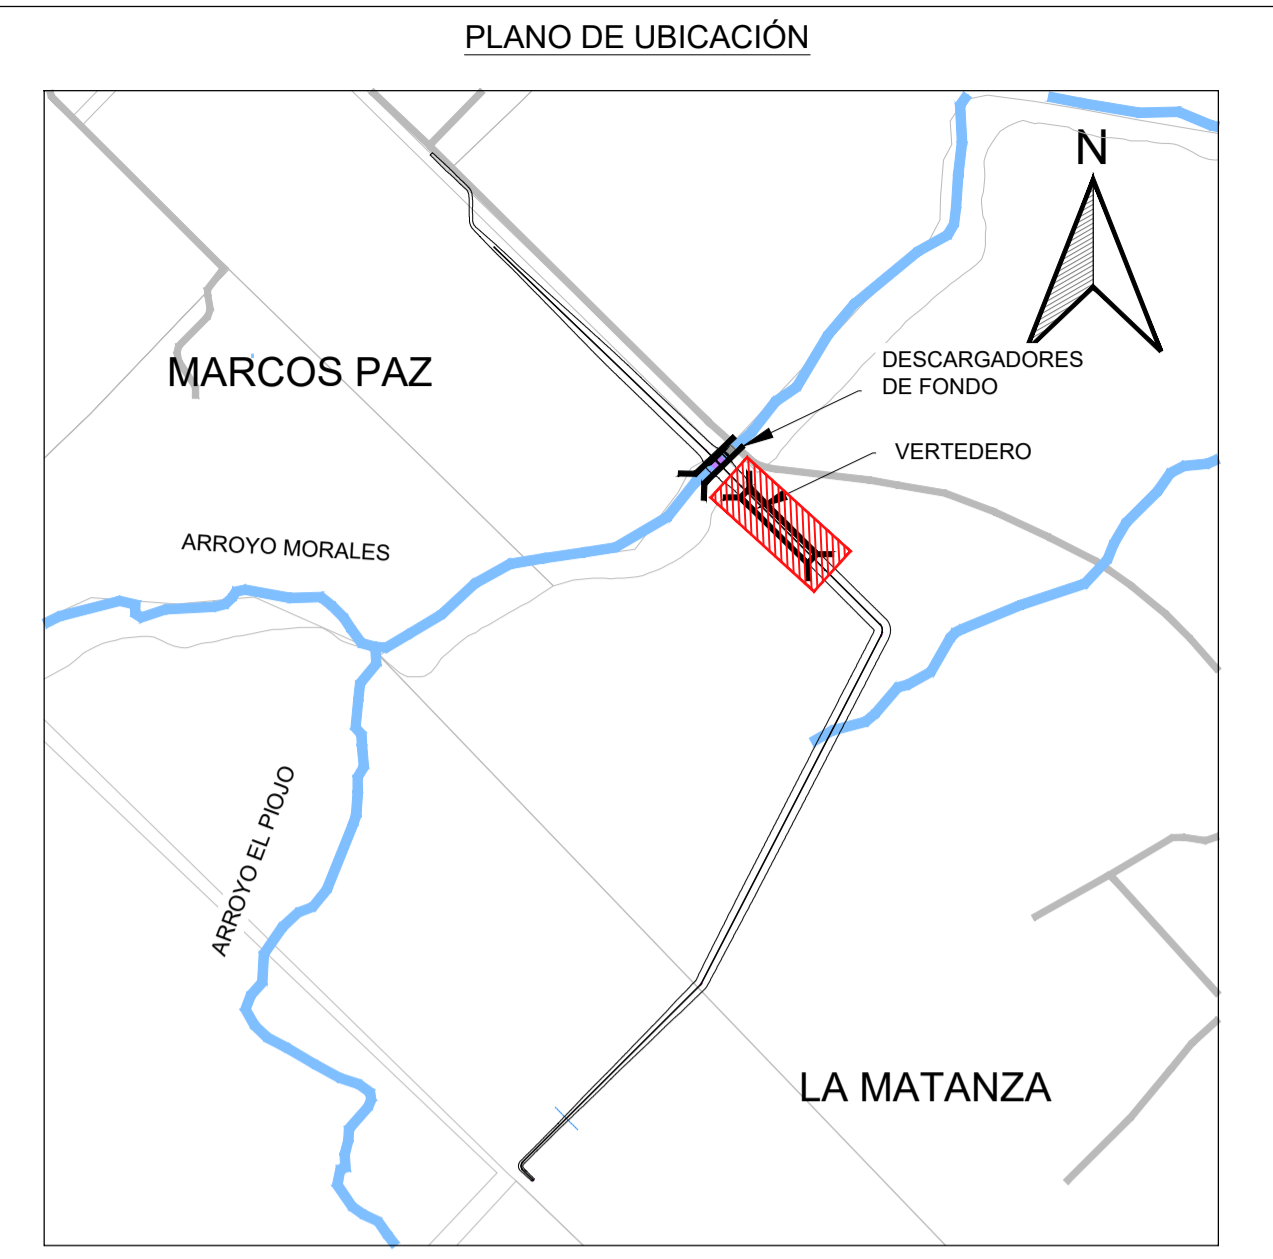 PLANO DE UBICACIÓN
N
MARCOS PAZ
DESCARGADORES
DE FONDO
VERTEDERO
ARROYO MORALES
ARROYO EL PIOJO
LA MATANZA